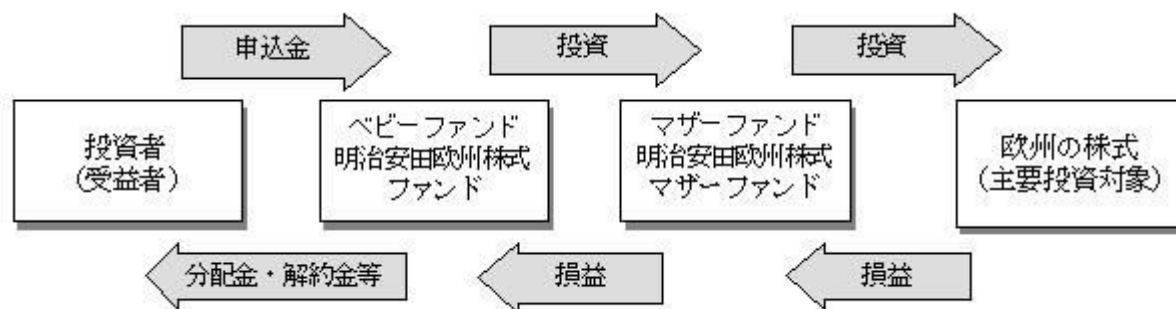 申込金
投資
投資
投資者
(受益者)
ベビーファンド
明治安田欧州株式
ファンド
マザーファンド
明治安田欧州株式
マザーファンド
欧州の株式
(主要投資対象)
分配金・解約金等
損益
損益